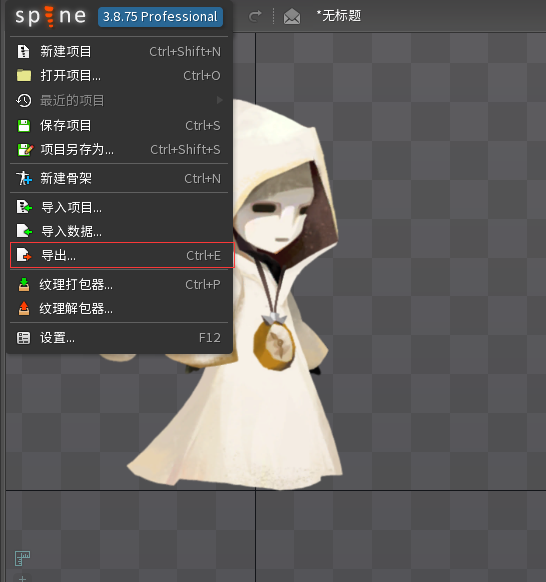 spine 3.8.75 Professional *无标题
新建项目 Ctrl+Shift+N
打开项目... Ctrl+O
最近的项目
保存项目 Ctrl+S
项目另存为... Ctrl+Shift+S
新建骨架 Ctrl+N
导入项目...
导入数据...
导出... Ctrl+E
纹理打包器... Ctrl+P
纹理解包器...
设置... F12